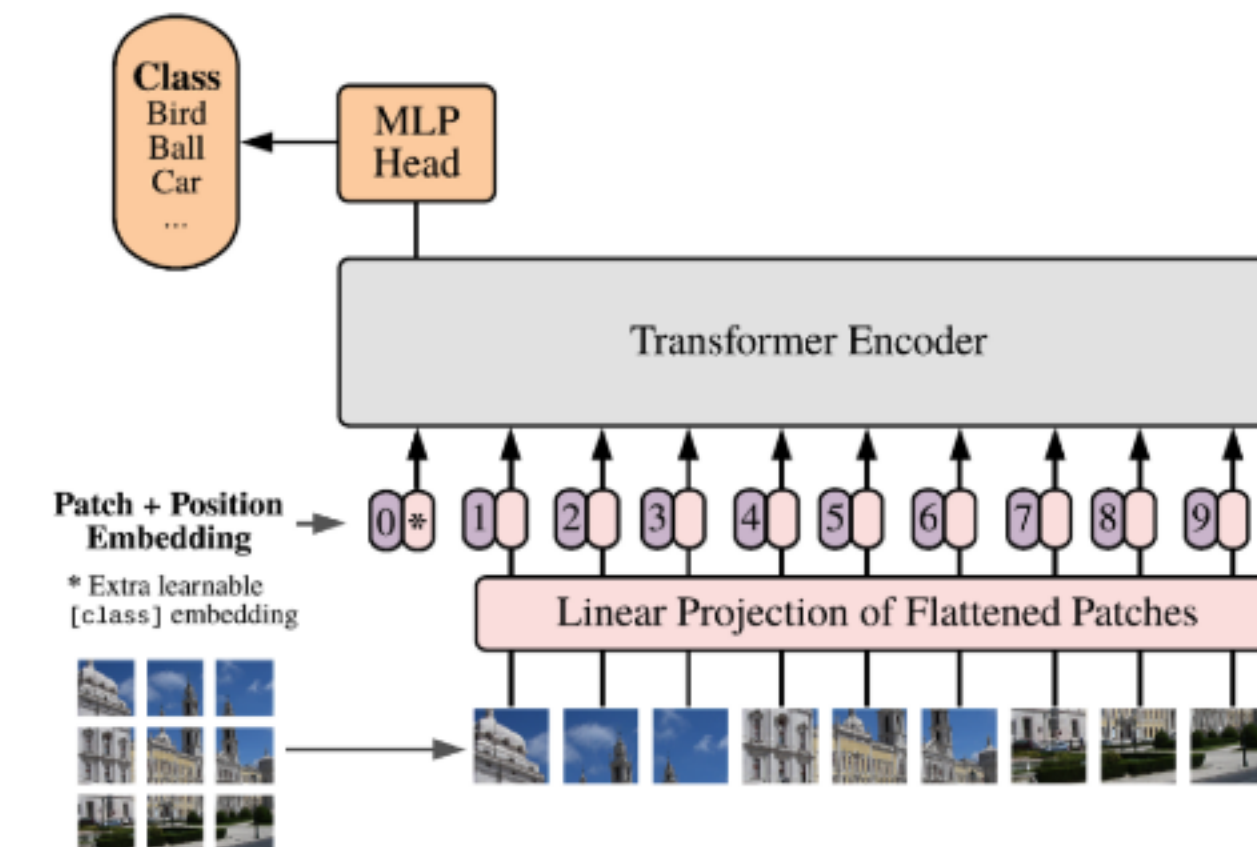 Class
Bird
Ball
Car
...
MLP
Head
Transformer Encoder
Patch + Position
Embedding
0 * 1 2 3 4 5 6 7 8 9
* Extra learnable
[class] embedding
Linear Projection of Flattened Patches